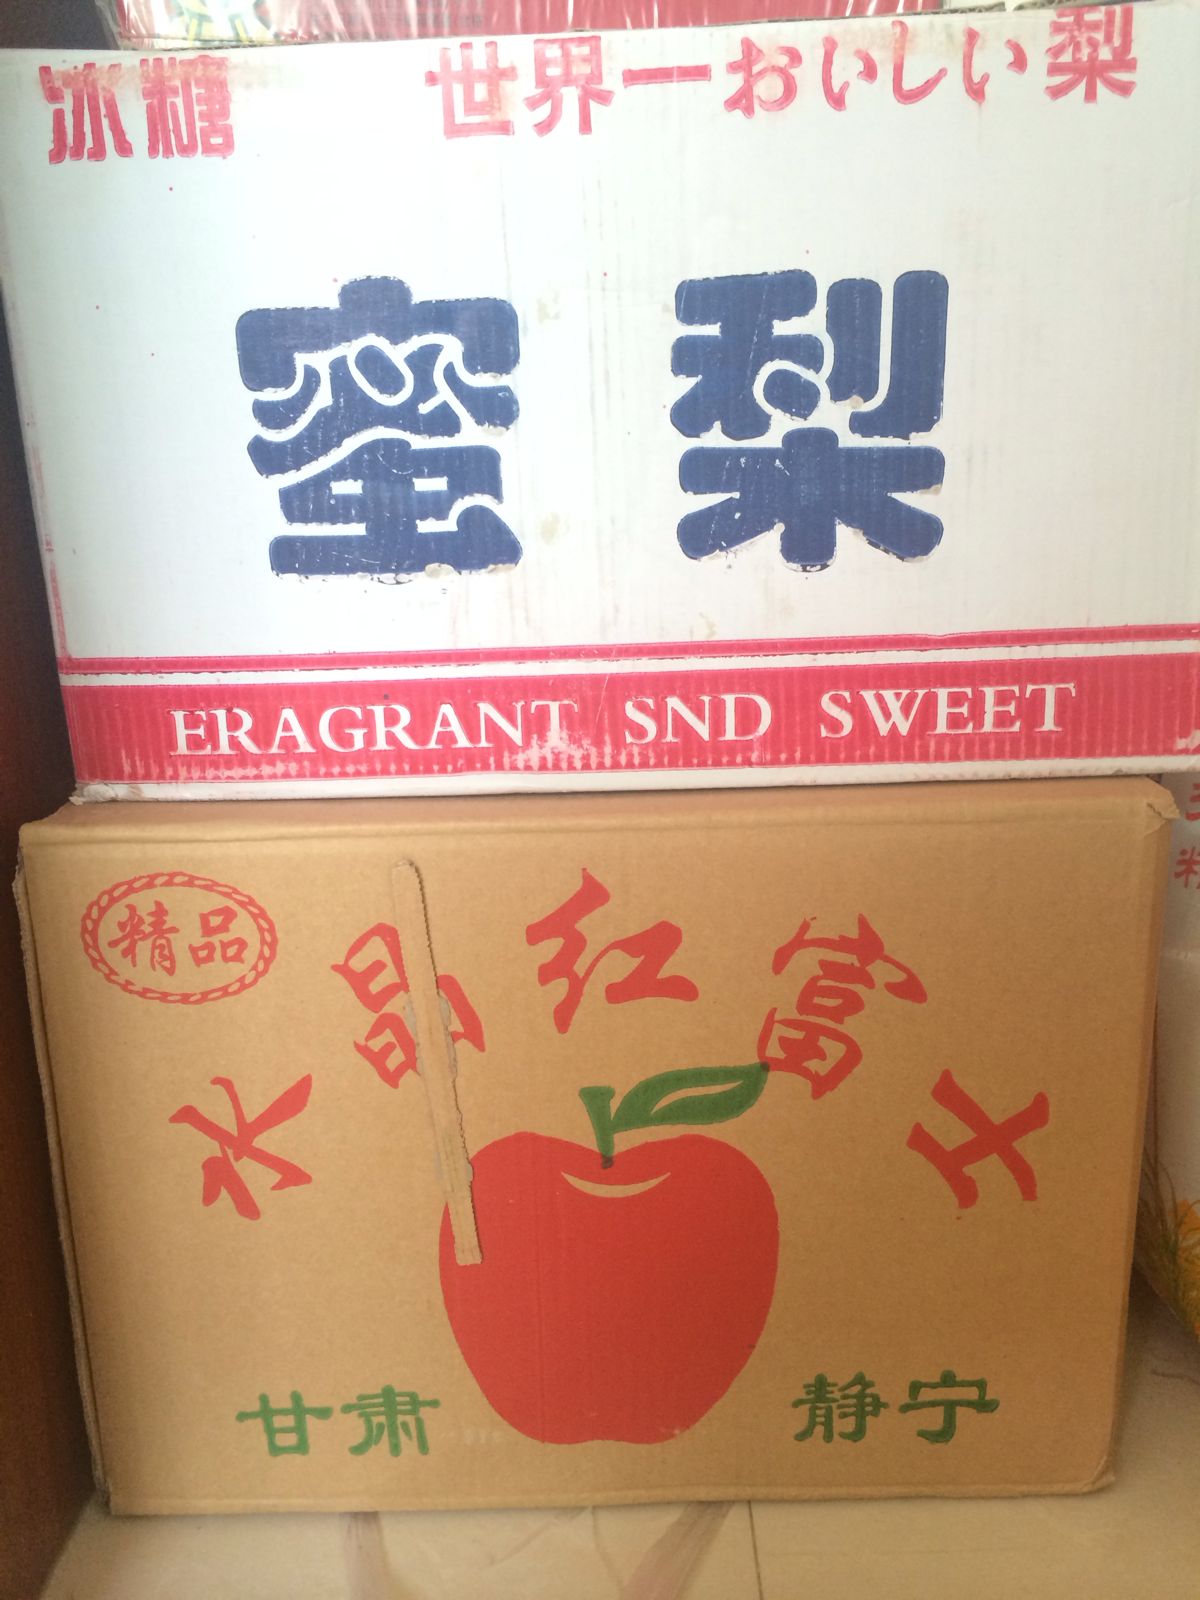 冰糖 世界一おいしい梨
蜜 梨
ERAGRANT SND SWEET
精品
水晶红富士
甘肃 静宁